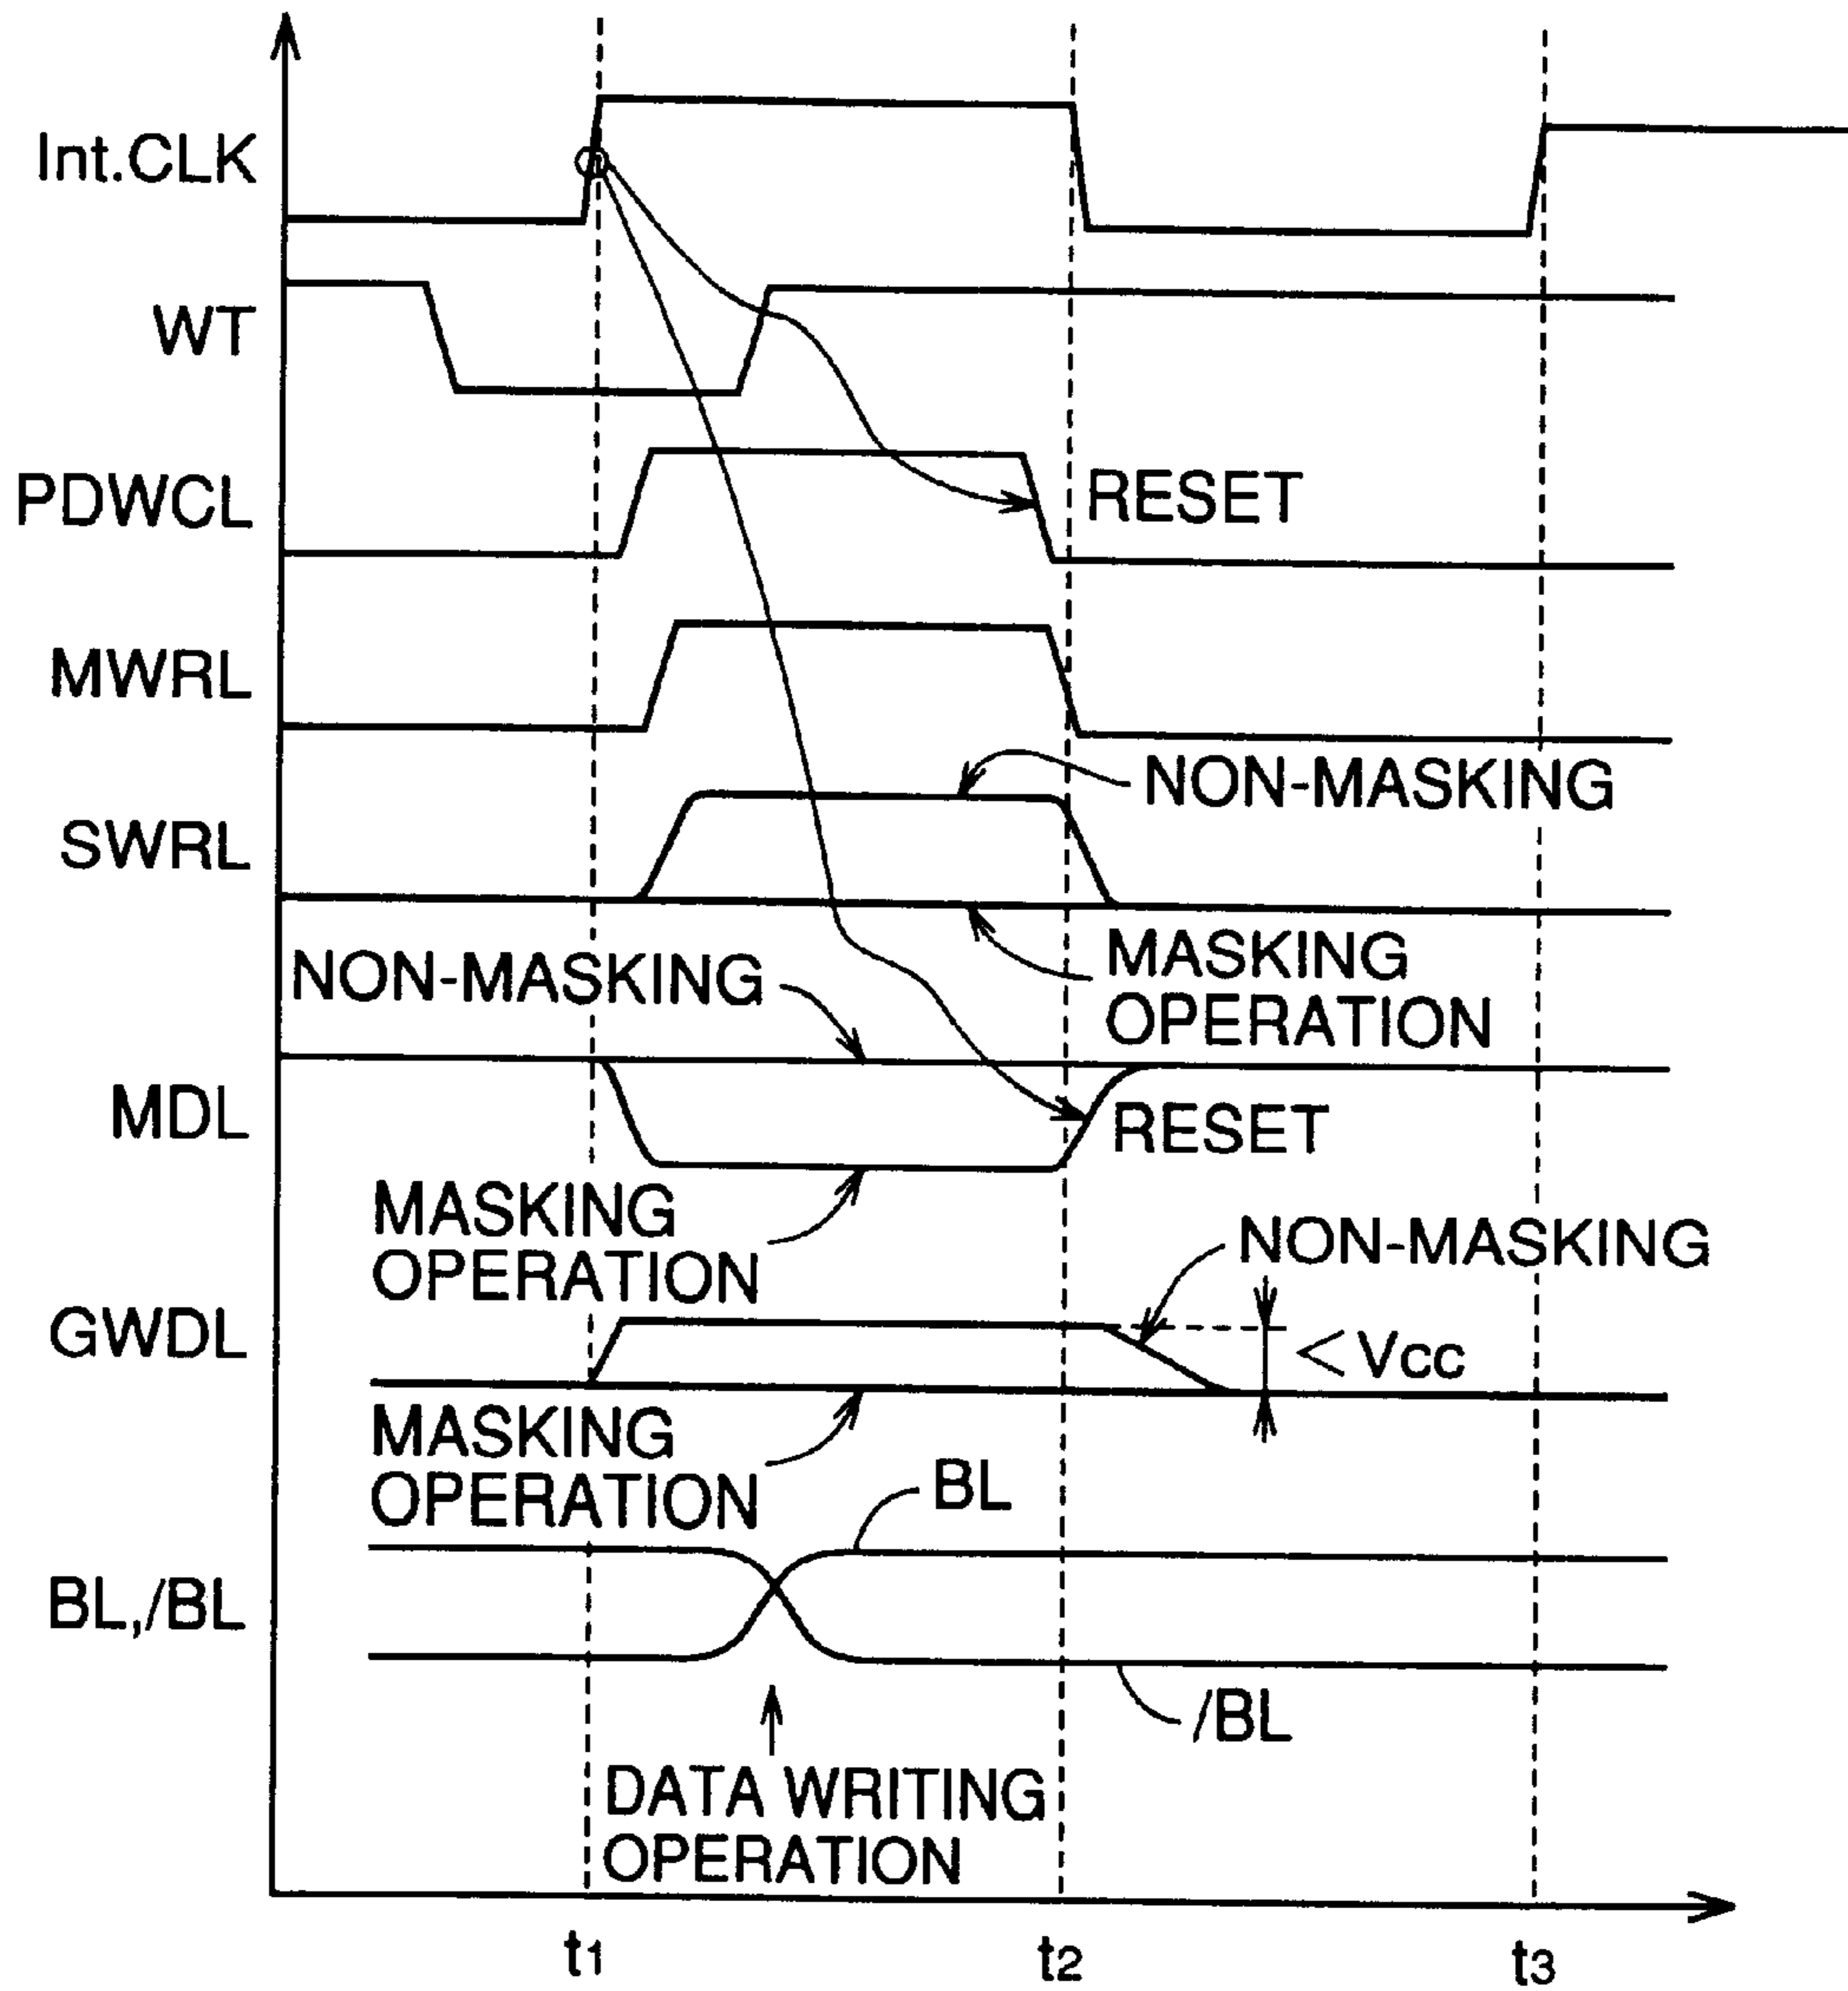 Int.CLK
WT
PDWCL
RESET
MWRL
NON-MASKING
SWRL
MASKING
OPERATION
NON-MASKING
MDL
RESET
MASKING
OPERATION
NON-MASKING
GWDL
< Vcc
MASKING
OPERATION
BL
BL,/BL
/BL
DATA WRITING
OPERATION
t1
t2
t3